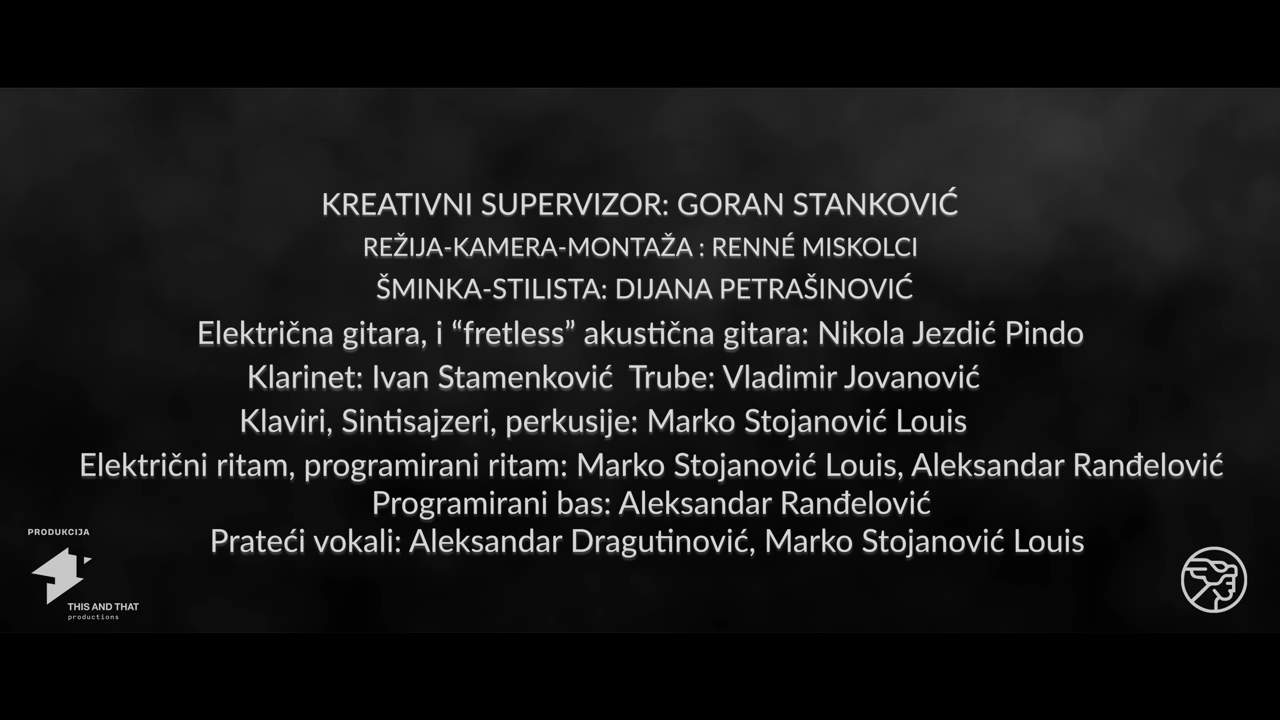 KREATIVNI SUPERVIZOR: GORAN STANKOVIĆ
REŽIJA-KAMERA-MONTAŽA : RENNÉ MISKOLCI
ŠMINKA-STILISTA: DIJANA PETRAŠINOVIĆ
Električna gitara, i “fretless” akustična gitara: Nikola Jezdić Pindo
Klarinet: Ivan Stamenković  Trube: Vladimir Jovanović
Klaviri, Sintisajzeri, perkusije: Marko Stojanović Louis
Električni ritam, programirani ritam: Marko Stojanović Louis, Aleksandar Ranđelović
Programirani bas: Aleksandar Ranđelović
Prateći vokali: Aleksandar Dragutinović, Marko Stojanović Louis
PRODUKCIJA
THIS AND THAT
productions